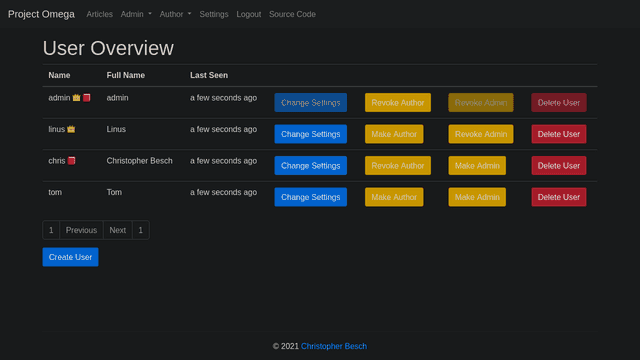 Project Omega Articles Admin Author Settings Logout Source Code
User Overview
Name Full Name Last Seen
admin admin a few seconds ago Change Settings Revoke Author Revoke Admin Delete User
linus Linus a few seconds ago Change Settings Make Author Revoke Admin Delete User
chris Christopher Besch a few seconds ago Change Settings Revoke Author Make Admin Delete User
tom Tom a few seconds ago Change Settings Make Author Make Admin Delete User
1 Previous Next 1
Create User
© 2021 Christopher Besch